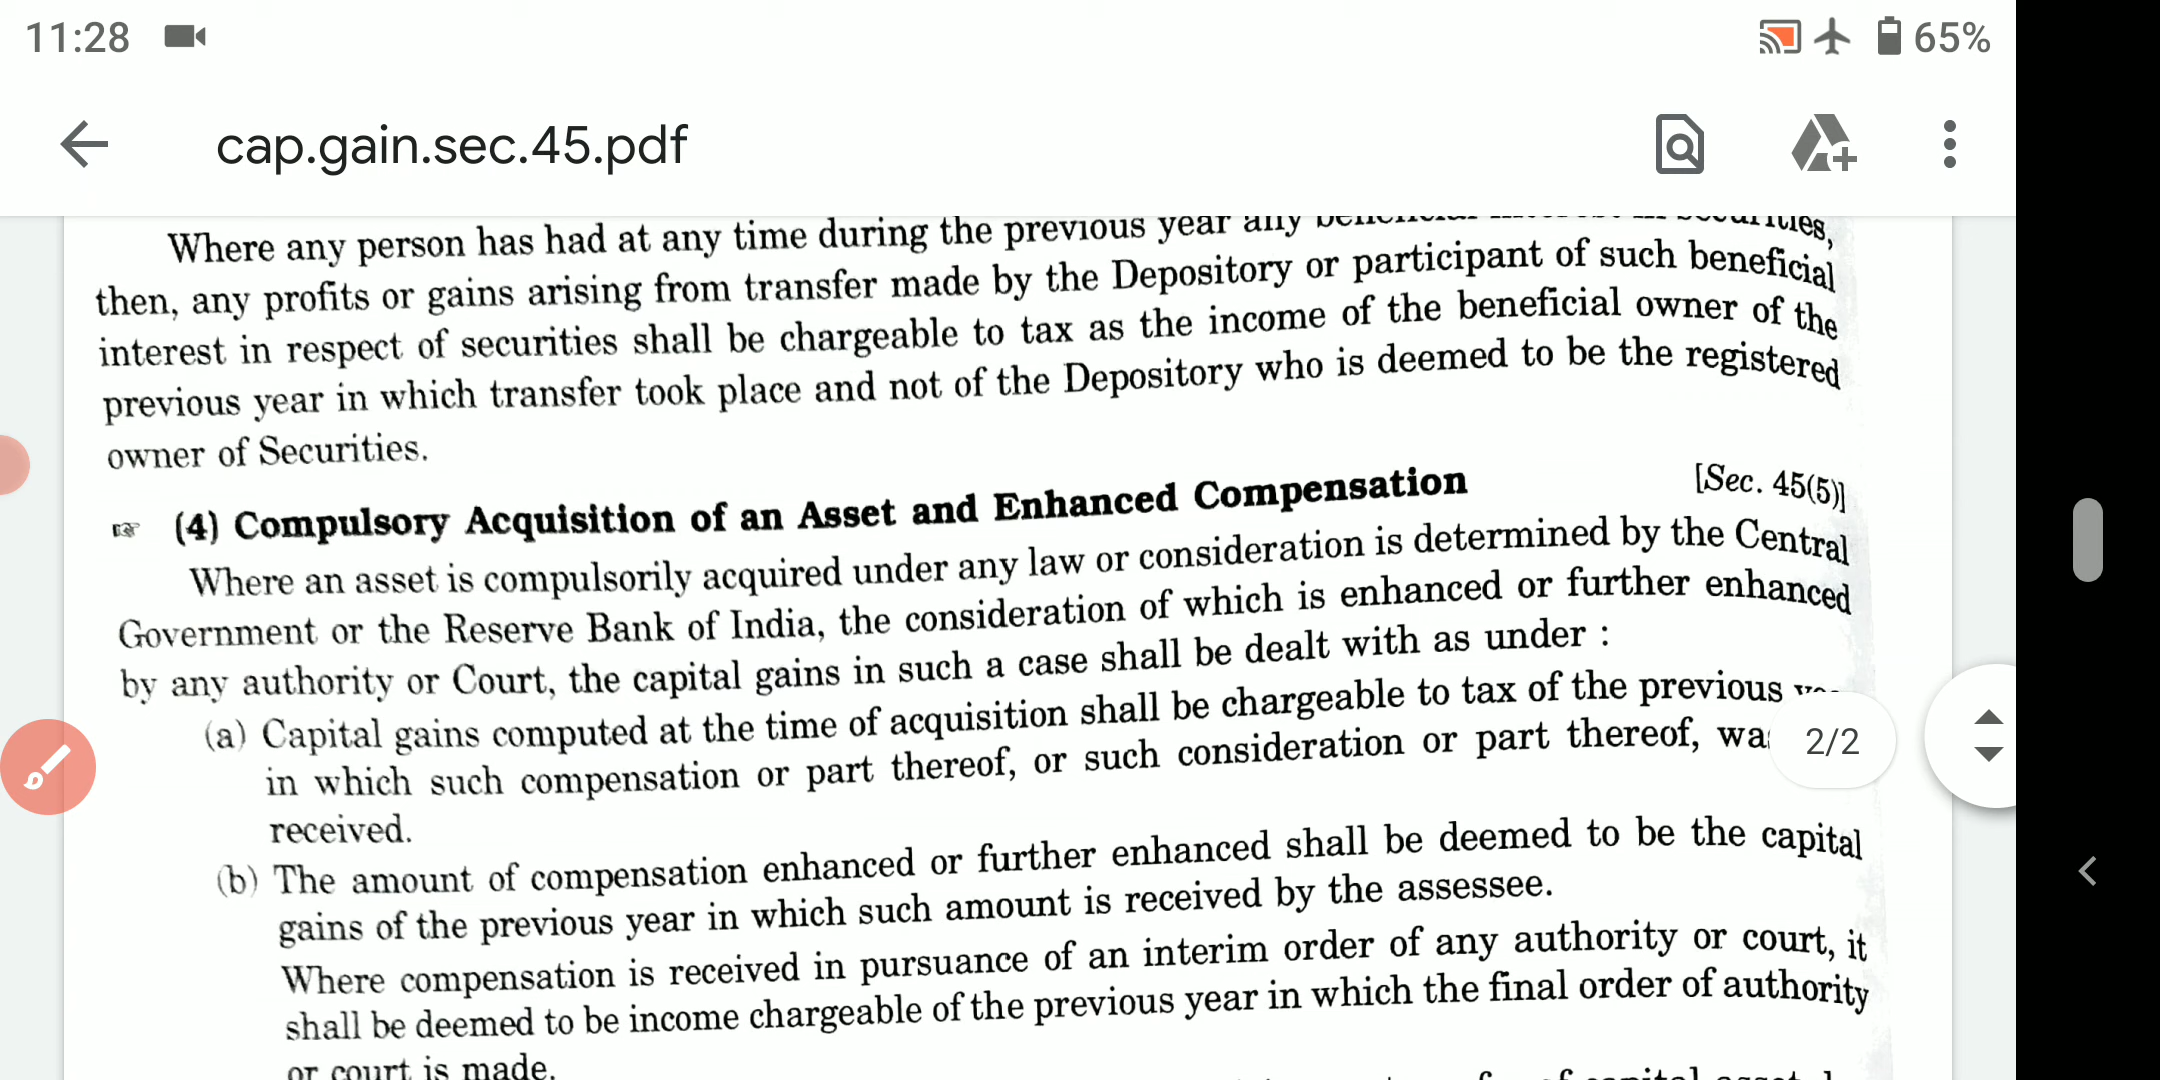 11:28
65%
cap.gain.sec.45.pdf
Where any person has had at any time during the previous year any
then, any profits or gains arising from transfer made by the Depository or participant of such beneficial
interest in respect of securities shall be chargeable to tax as the income of the beneficial owner of the
previous year in which transfer took place and not of the Depository who is deemed to be the registered
owner of Securities.
☞ (4) Compulsory Acquisition of an Asset and Enhanced Compensation [Sec. 45(5)]
Where an asset is compulsorily acquired under any law or consideration is determined by the Central
Government or the Reserve Bank of India, the consideration of which is enhanced or further enhanced
by any authority or Court, the capital gains in such a case shall be dealt with as under :
(a) Capital gains computed at the time of acquisition shall be chargeable to tax of the previous
in which such compensation or part thereof, or such consideration or part thereof,
received.
2/2
(b) The amount of compensation enhanced or further enhanced shall be deemed to be the capital
gains of the previous year in which such amount is received by the assessee.
Where compensation is received in pursuance of an interim order of any authority or court, it
shall be deemed to be income chargeable of the previous year in which the final order of authority
or court is made.